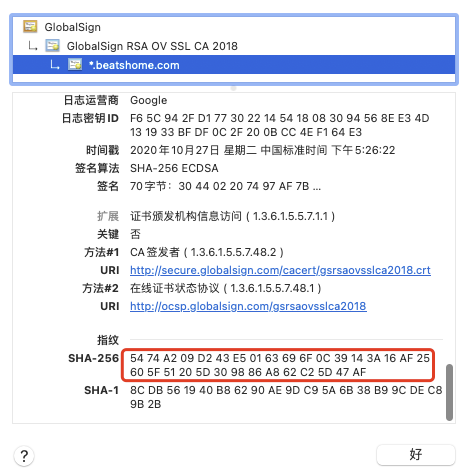 GlobalSign
GlobalSign RSA OV SSL CA 2018
*.beatshome.com
日志运营商 Google
日志密钥 ID F6 5C 94 2F D1 77 30 22 14 54 18 08 30 94 56 8E E3 4D
13 19 33 BF DF 0C 2F 20 0B CC 4E F1 64 E3
时间戳 2020年10月27日 星期二 中国标准时间 下午5:26:22
签名算法 SHA-256 ECDSA
签名 70 字节：30 44 02 20 74 97 AF 7B ...
扩展 证书颁发机构信息访问 ( 1.3.6.1.5.5.7.1.1 )
关键 否
方法#1 CA 签发者 ( 1.3.6.1.5.5.7.48.2 )
URI http://secure.globalsign.com/cacert/gsrsaovsslca2018.crt
方法#2 在线证书状态协议 ( 1.3.6.1.5.5.7.48.1 )
URI http://ocsp.globalsign.com/gsrsaovsslca2018
指纹
SHA-256 54 74 A2 09 D2 43 E5 01 63 69 6F 0C 39 14 3A 16 AF 25
60 5F 51 20 5D 30 98 86 A8 62 C2 5D 47 AF
SHA-1 8C DB 56 19 40 B8 62 90 AE 9D C9 5A 6B 38 B9 9C DE C8
9B 2B
?
好